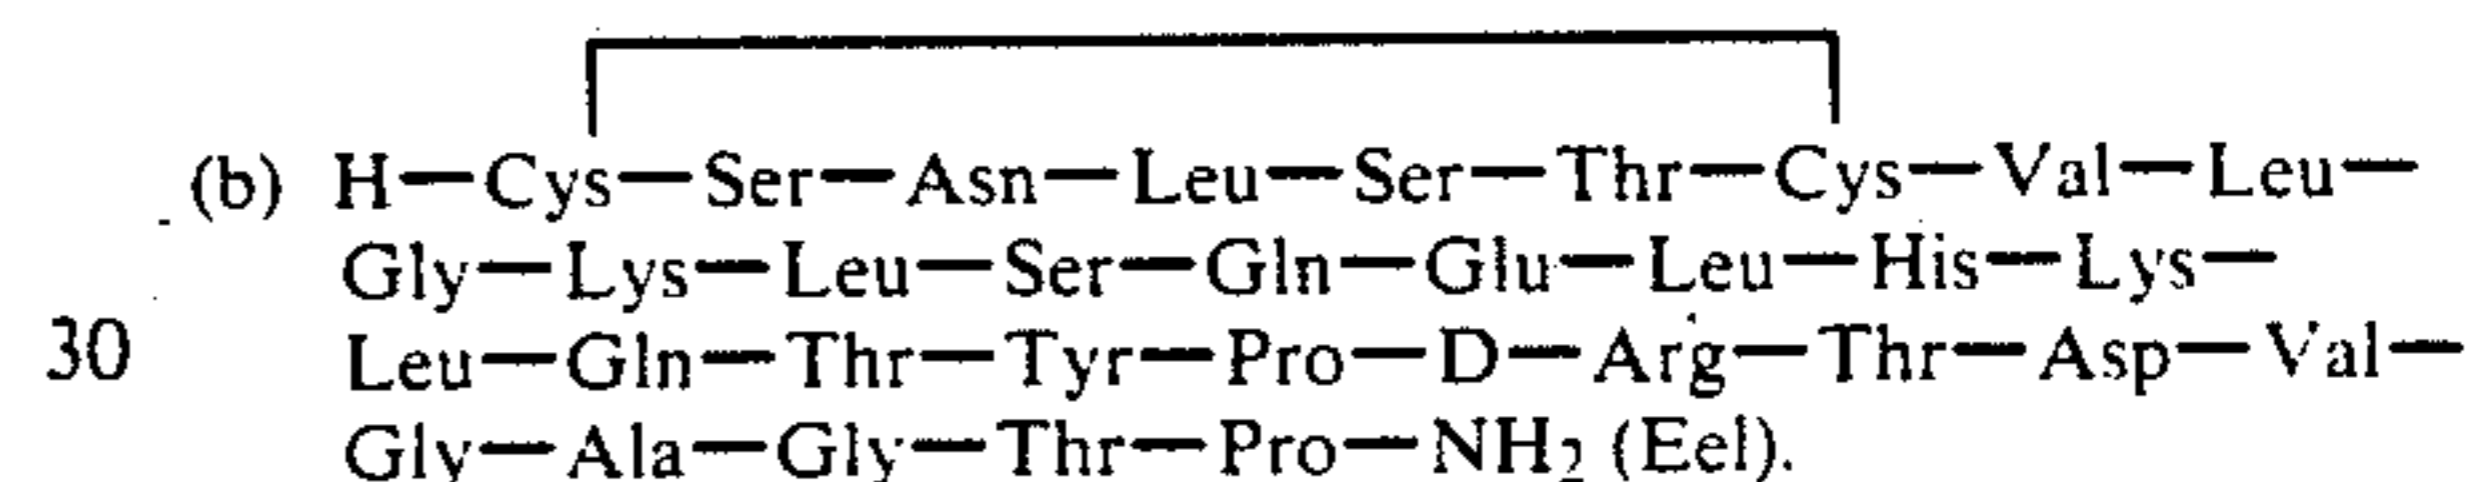 (b) H—Cys—Ser—Asn—Leu—Ser—Thr—Cys—Val—Leu—
Gly—Lys—Leu—Ser—Gln—Glu—Leu—His—Lys—
30 Leu—Gln—Thr—Tyr—Pro—D—Arg—Thr—Asp—Val—
Gly—Ala—Gly—Thr—Pro—NH₂ (Eel).